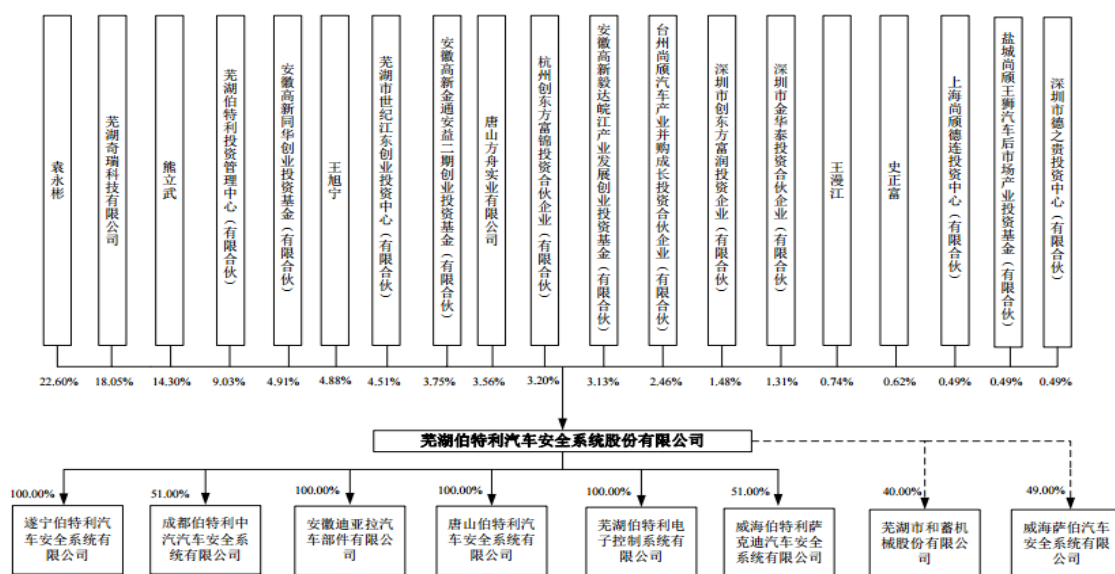 袁永彬
芜湖奇瑞科技有限公司
熊立武
芜湖伯特利投资管理中心（有限合伙）
安徽高新同华创业投资基金（有限合伙）
王旭宁
芜湖市世纪江东创业投资中心（有限合伙）
安徽高新金通安益二期创业投资基金（有限合伙）
唐山方舟实业有限公司
杭州创东方富锦投资合伙企业（有限合伙）
安徽高新毅达皖江产业发展创业投资基金（有限合伙）
台州尚颀汽车产业并购成长投资合伙企业（有限合伙）
深圳市创东方富润投资企业（有限合伙）
深圳市金华泰投资合伙企业（有限合伙）
王漫江
史正富
上海尚颀德连投资中心（有限合伙）
盐城尚颀王狮汽车后市场产业投资基金（有限合伙）
深圳市德之贵投资中心（有限合伙）
22.60%
18.05%
14.30%
9.03%
4.91%
4.88%
4.51%
3.75%
3.56%
3.20%
3.13%
2.46%
1.48%
1.31%
0.74%
0.62%
0.49%
0.49%
0.49%
芜湖伯特利汽车安全系统股份有限公司
100.00%
51.00%
100.00%
100.00%
100.00%
51.00%
40.00%
49.00%
遂宁伯特利汽
车安全系统有
限公司
成都伯特利中
汽汽车安全系
统有限公司
安徽迪亚拉汽
车部件有限公
司
唐山伯特利汽
车安全系统有
限公司
芜湖伯特利电
子控制系统有
限公司
威海伯特利萨
克迪汽车安全
系统有限公司
芜湖市和蓄机
械股份有限公
司
威海萨伯汽车
安全系统有限
公司